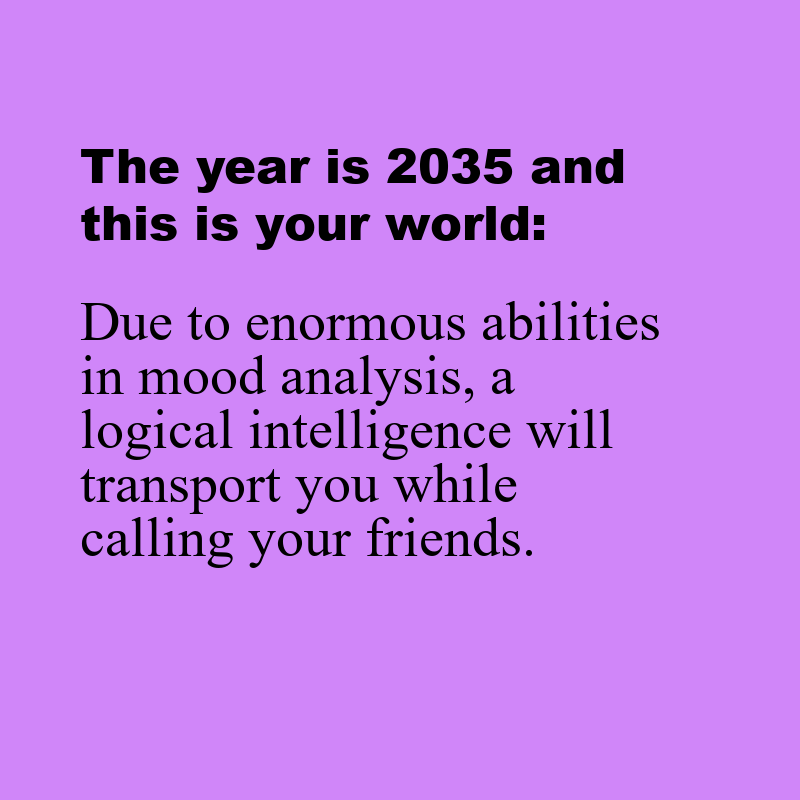 The year is 2035 and
this is your world:
Due to enormous abilities
in mood analysis, a
logical intelligence will
transport you while
calling your friends.